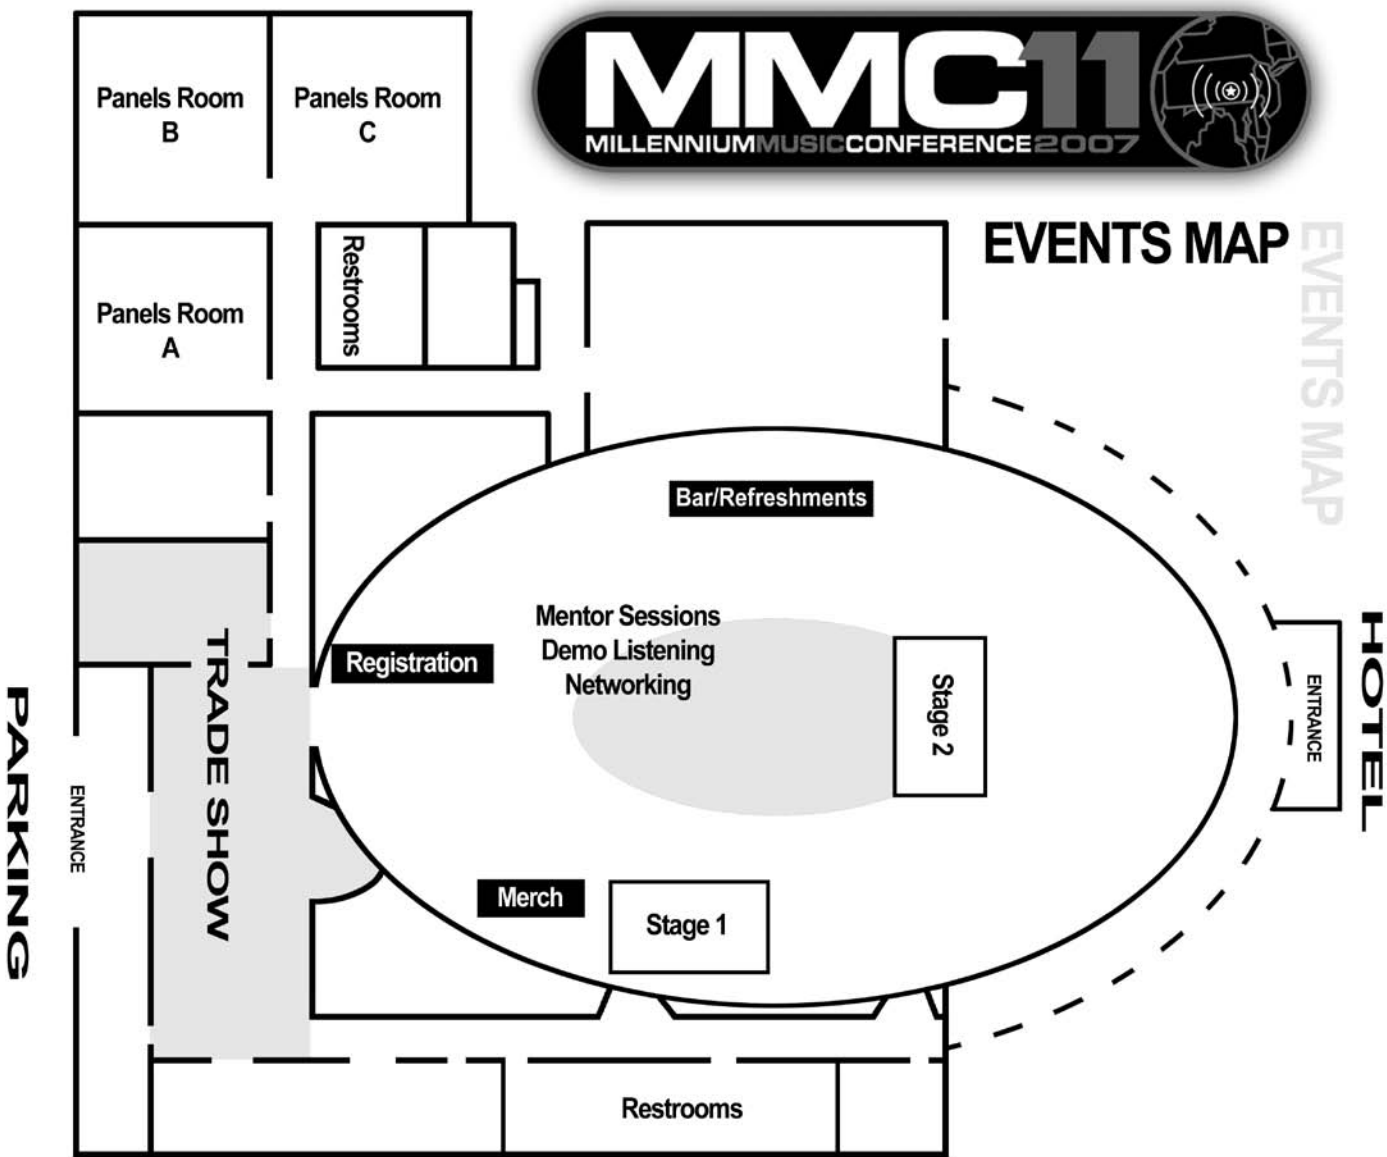 MMC11
MILLENNIUMMUSICCONFERENCE2007
EVENTS MAP
EVENTS MAP
Panels Room
B
Panels Room
C
Restrooms
Panels Room
A
Bar/Refreshments
Mentor Sessions
Demo Listening
Networking
Registration
Stage 2
ENTRANCE
HOTEL
TRADE SHOW
PARKING
ENTRANCE
Merch
Stage 1
Restrooms